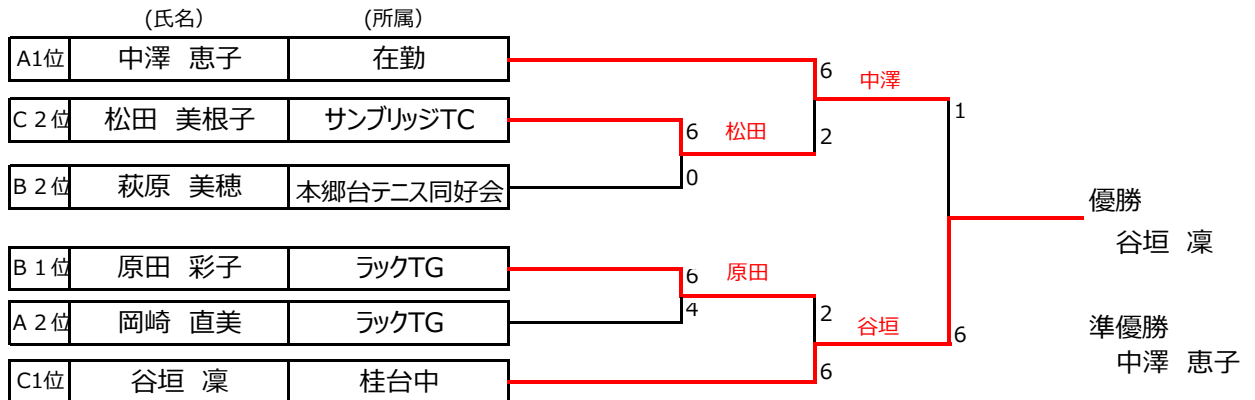 (氏名) (所属)
A1位 中澤 恵子 在勤
6 中澤
1
C 2 位 松田 美根子 サンブリッジTC
6 松田 2
0
B 2 位 萩原 美穂 本郷台テニス同好会
優勝
谷垣 凜
B 1 位 原田 彩子 ラックTG
6 原田
4
A 2 位 岡崎 直美 ラックTG
2 谷垣 6
準優勝
中澤 恵子
C1位 谷垣 凜 桂台中
6